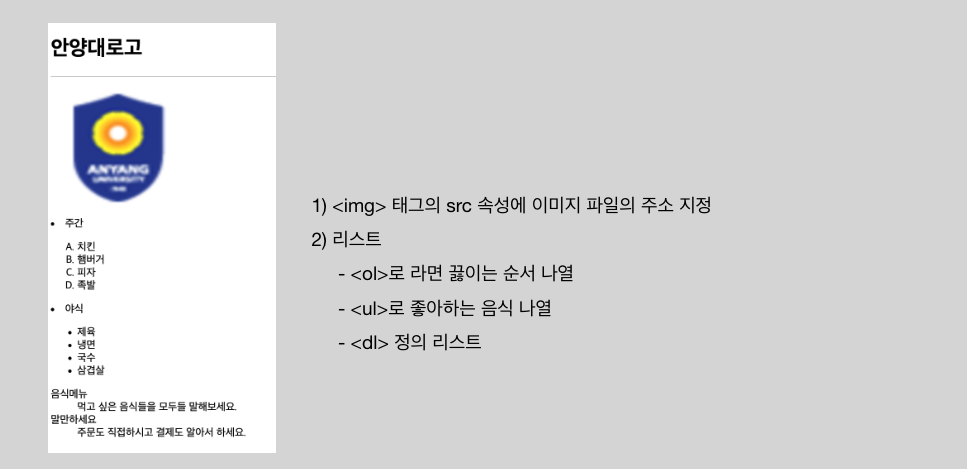 안양대로고
ANYANG
UNIVERSITY
• 주간
A. 치킨
B. 햄버거
C. 피자
D. 족발
• 야식
• 제육
• 냉면
• 국수
• 삼겹살
음식메뉴
먹고 싶은 음식들을 모두들 말해보세요.
말만하세요
주문도 직접하시고 결제도 알아서 하세요.
1) <img> 태그의 src 속성에 이미지 파일의 주소 지정
2) 리스트
- <ol>로 라면 끓이는 순서 나열
- <ul>로 좋아하는 음식 나열
- <dl> 정의 리스트